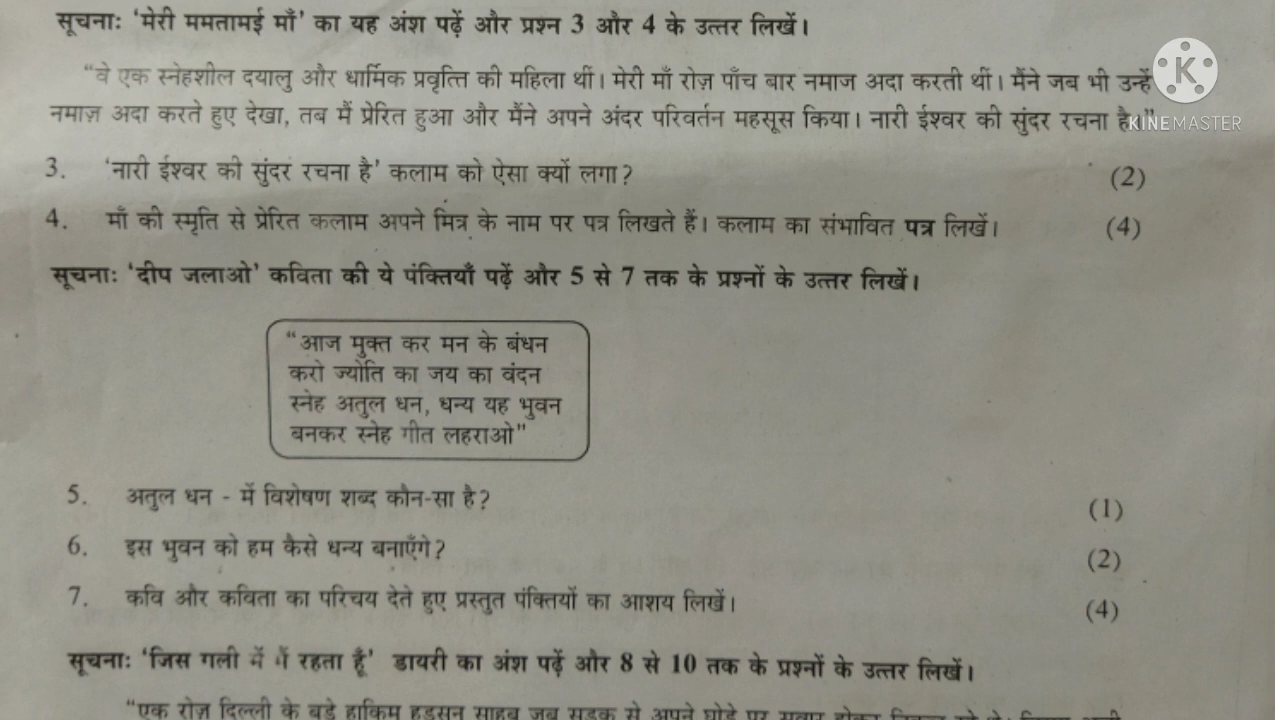 सूचनाः ‘मेरी ममतामई माँ’ का यह अंश पढ़ें और प्रश्न 3 और 4 के उत्तर लिखें।
“वे एक स्नेहशील दयालु और धार्मिक प्रवृत्ति की महिला थीं। मेरी माँ रोज़ पाँच बार नमाज अदा करती थीं। मैंने जब भी उन्हें
नमाज़ अदा करते हुए देखा, तब मैं प्रेरित हुआ और मैंने अपने अंदर परिवर्तन महसूस किया। नारी ईश्वर की सुंदर रचना है।”
KINEMASTER
3. ‘नारी ईश्वर की सुंदर रचना है’ कलाम को ऐसा क्यों लगा? (2)
4. माँ की स्मृति से प्रेरित कलाम अपने मित्र के नाम पर पत्र लिखते हैं। कलाम का संभावित पत्र लिखें। (4)
सूचनाः ‘दीप जलाओ’ कविता की ये पंक्तियाँ पढ़ें और 5 से 7 तक के प्रश्नों के उत्तर लिखें।
“आज मुक्त कर मन के बंधन
करो ज्योति का जय का वंदन
स्नेह अतुल धन, धन्य यह भुवन
बनकर स्नेह गीत लहराओ”
5. अतुल धन - में विशेषण शब्द कौन-सा है? (1)
6. इस भुवन को हम कैसे धन्य बनाएँगे? (2)
7. कवि और कविता का परिचय देते हुए प्रस्तुत पंक्तियों का आशय लिखें। (4)
सूचनाः ‘जिस गली में मैं रहता हूँ’ डायरी का अंश पढ़ें और 8 से 10 तक के प्रश्नों के उत्तर लिखें।
“एक रोज़ दिल्ली के बड़े हाकिम हडसन साहब जब सड़क से अपने घोड़े पर सवार होकर